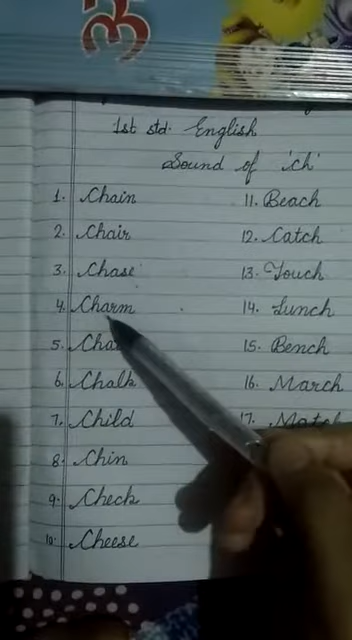 1st std. English
Sound of 'ch'
1. Chain
2. Chair
3. Chase
4. Charm
5.
6. Chalk
7. Child
8. Chin
9. Check
10. Cheese
11. Beach
12. Catch
13. Touch
14. Lunch
15. Bench
16. March
17.